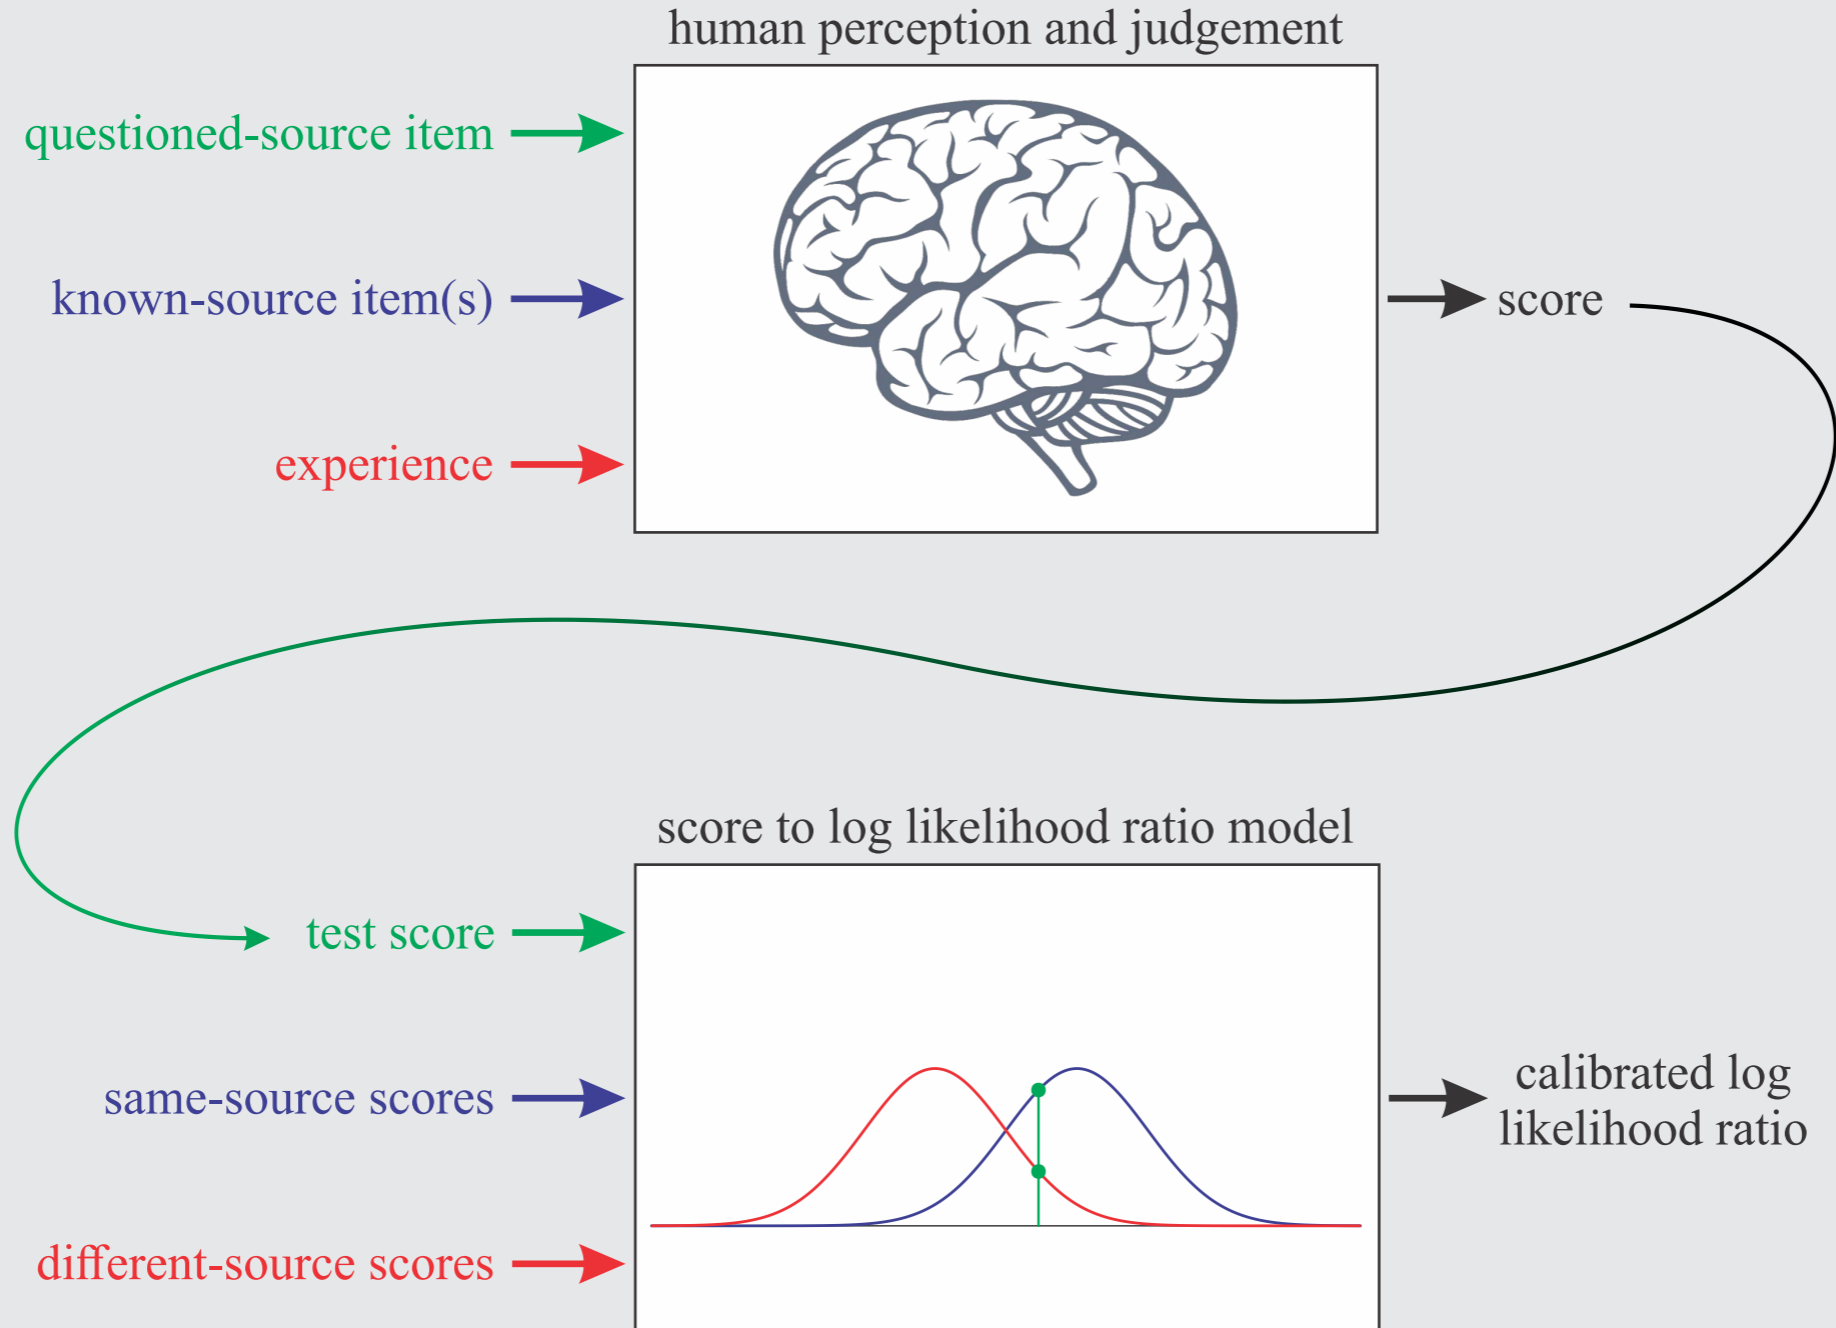 human perception and judgement
questioned-source item
known-source item(s)
score
experience
score to log likelihood ratio model
test score
same-source scores
calibrated log
likelihood ratio
different-source scores